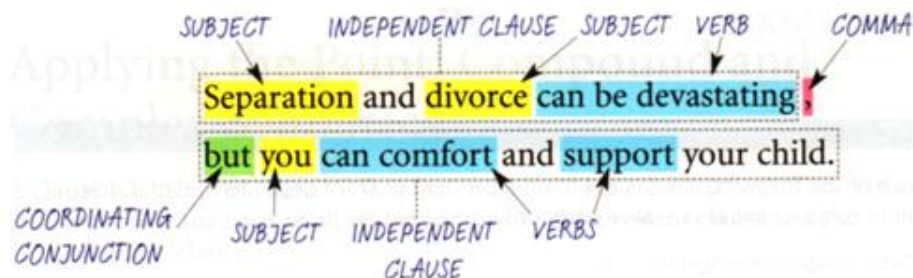 SUBJECT INDEPENDENT CLAUSE SUBJECT VERB COMMA
Separation and divorce can be devastating,
but you can comfort and support your child.
COORDINATING CONJUNCTION SUBJECT INDEPENDENT CLAUSE VERBS